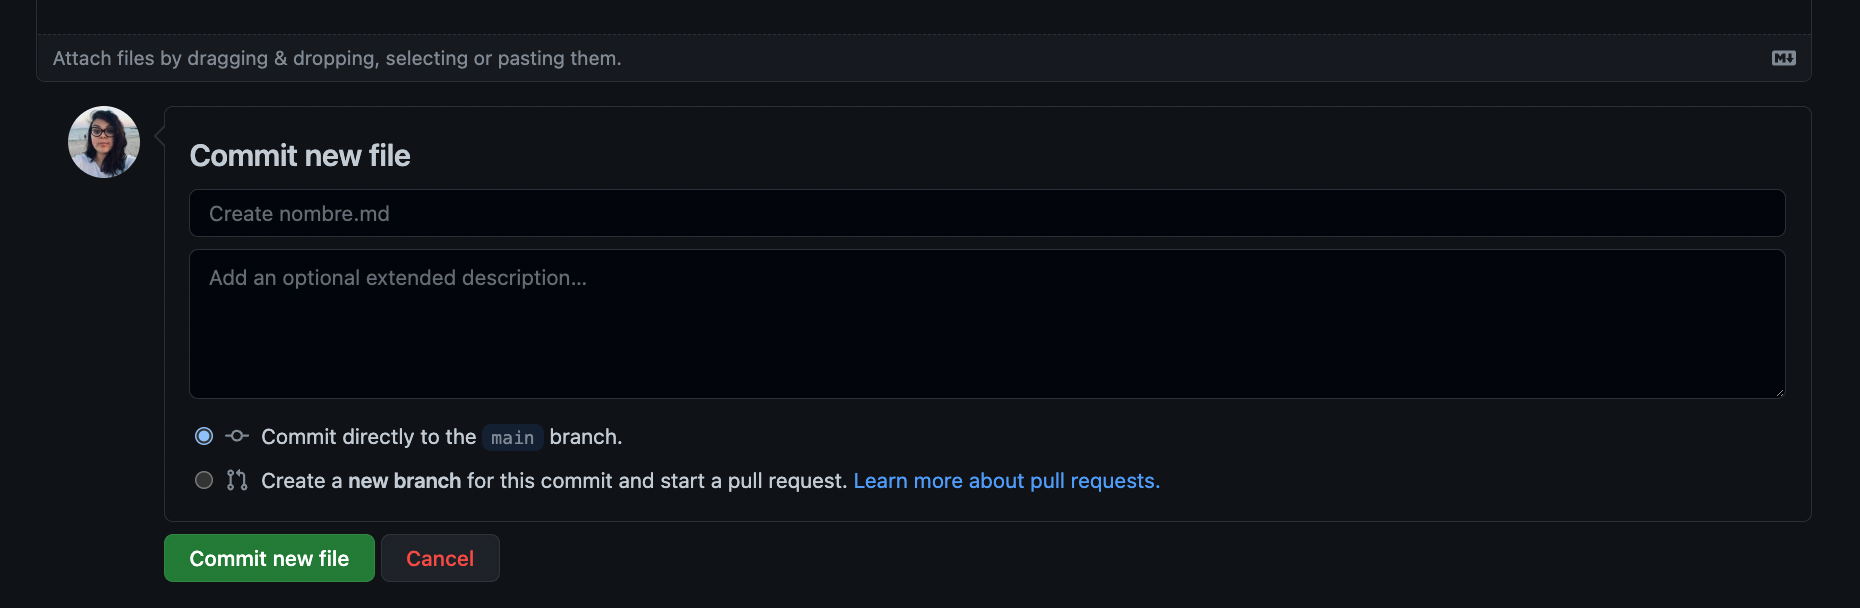 Attach files by dragging & dropping, selecting or pasting them.
M
Commit new file
Create nombre.md
Add an optional extended description...
Commit directly to the main branch.
Create a new branch for this commit and start a pull request. Learn more about pull requests.
Commit new file
Cancel